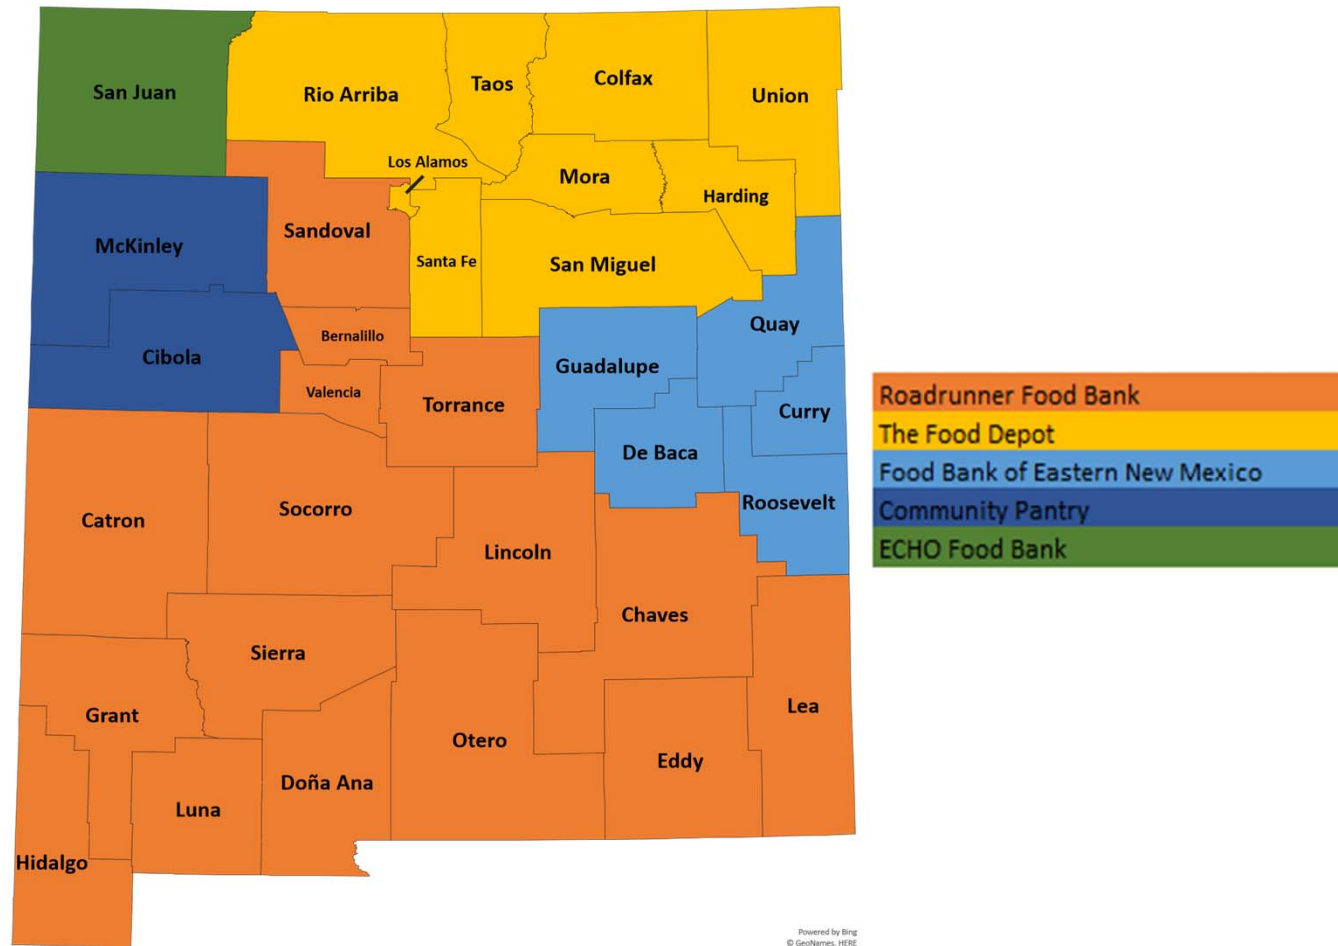 San Juan
Rio Arriba
Taos
Colfax
Union
Los Alamos
Mora
Harding
McKinley
Sandoval
Santa Fe
San Miguel
Bernalillo
Quay
Cibola
Guadalupe
Valencia
Torrance
Curry
De Baca
Roosevelt
Catron
Socorro
Lincoln
Chaves
Sierra
Grant
Otero
Lea
Doña Ana
Eddy
Luna
Hidalgo
Roadrunner Food Bank
The Food Depot
Food Bank of Eastern New Mexico
Community Pantry
ECHO Food Bank
Powered by Bing
© GeoNames, HERE